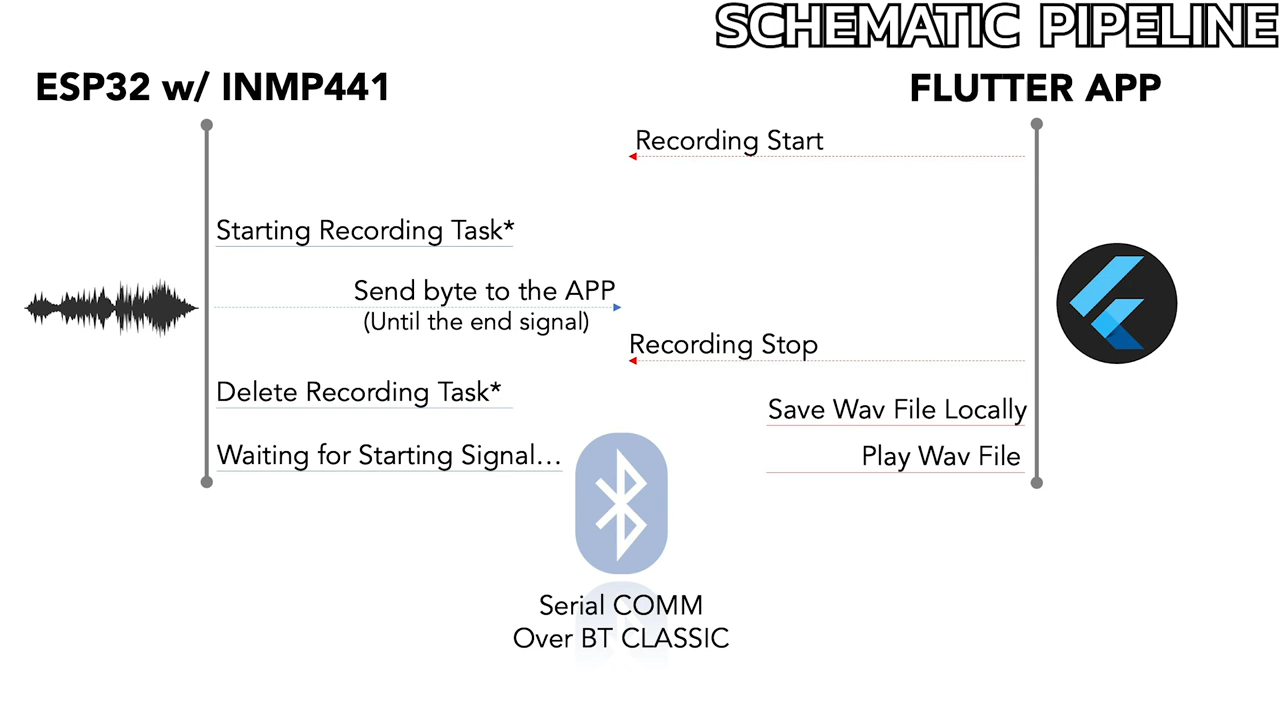 SCHEMATIC PIPELINE
ESP32 w/ INMP441
FLUTTER APP
Recording Start
Starting Recording Task*
Send byte to the APP
(Until the end signal)
Recording Stop
Delete Recording Task*
Save Wav File Locally
Waiting for Starting Signal...
Play Wav File
Serial COMM
Over BT CLASSIC